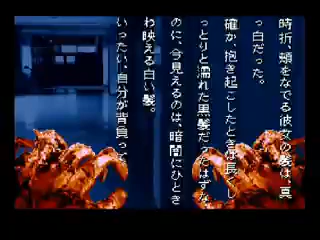 時折、頬をなでる彼女の髪は、真
っ白だった。
確か、抱き起こしたときは長くし
っとりと濡れた黒髪だったはずな
のに、今見えるのは、暗闇にひとき
わ映える白い髪。
いったい、自分が背負って